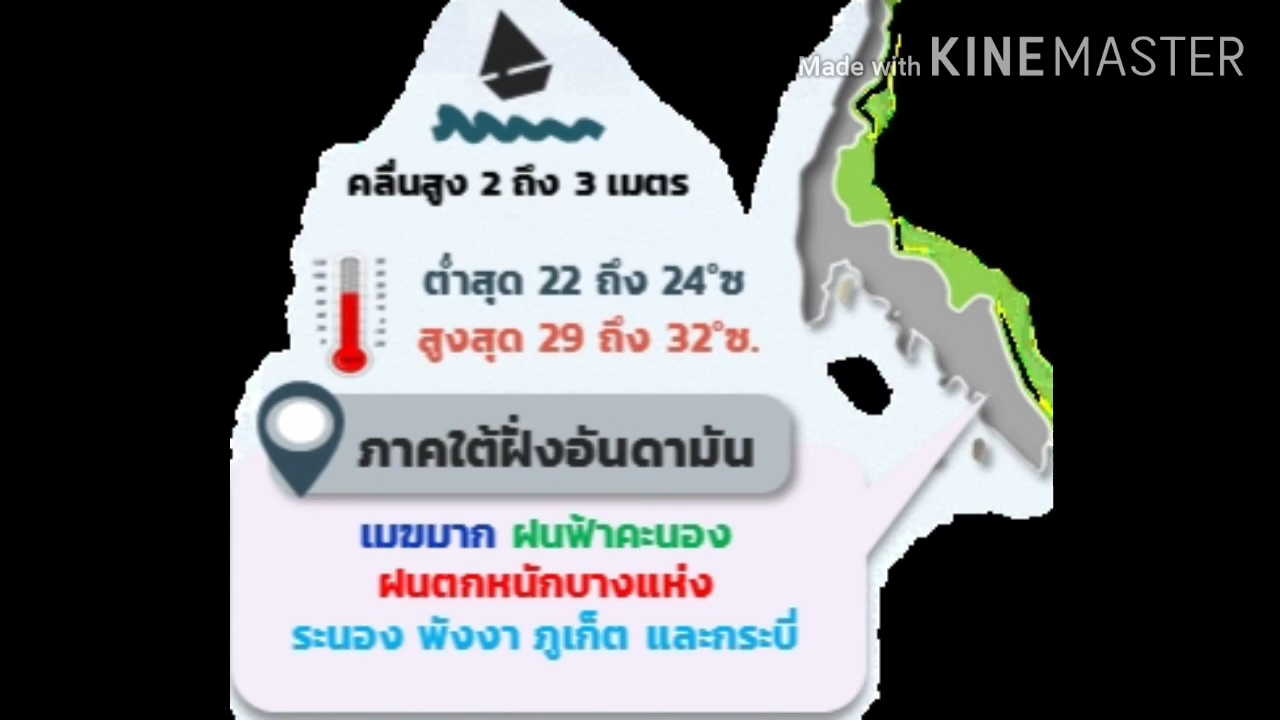 Made with KINEMASTER
คลื่นสูง 2 ถึง 3 เมตร
ต่ำสุด 22 ถึง 24°ซ
สูงสุด 29 ถึง 32°ซ.
ภาคใต้ฝั่งอันดามัน
เมฆมาก ฝนฟ้าคะนอง
ฝนตกหนักบางแห่ง
ระนอง พังงา ภูเก็ต และกระบี่